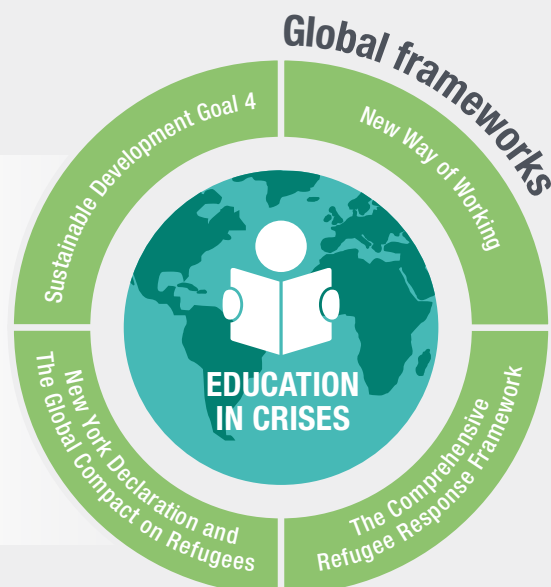 Global frameworks
Sustainable Development Goal 4
New Way of Working
EDUCATION
IN CRISES
New York Declaration and
The Global Compact on Refugees
The Comprehensive
Refugee Response Framework